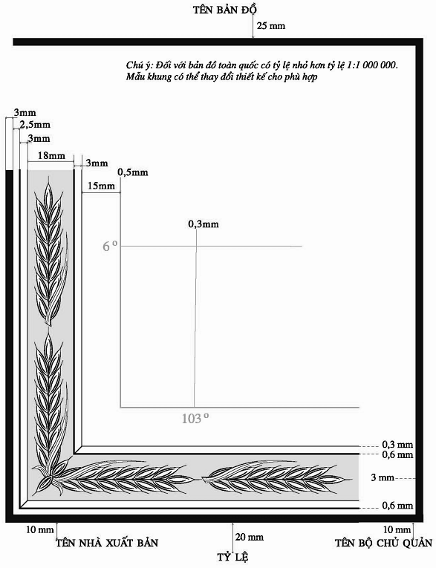 TÊN BẢN ĐỒ
25 mm
Chú ý: Đối với bản đồ toàn quốc có tỷ lệ nhỏ hơn tỷ lệ 1:1 000 000.
Mẫu khung có thể thay đổi thiết kế cho phù hợp
3mm
2,5mm
3mm
18mm
3mm
0,5mm
15mm
0,3mm
6°
103°
0,3 mm
0,6 mm
3 mm
0,6 mm
10 mm
20 mm
10 mm
TÊN NHÀ XUẤT BẢN
TỶ LỆ
TÊN BỘ CHỦ QUẢN